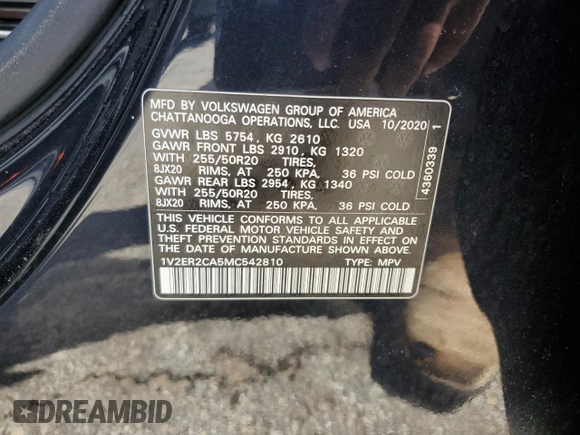 MFD BY VOLKSWAGEN GROUP OF AMERICA
CHATTANOOGA OPERATIONS, LLC. USA 10/2020
GVWR LBS 5754, KG 2610
GAWR FRONT LBS 2910, KG 1320
WITH 255/50R20 TIRES,
8JX20 RIMS, AT 250 KPA, 36 PSI COLD
GAWR REAR LBS 2954, KG 1340
WITH 255/50R20 TIRES,
8JX20 RIMS, AT 250 KPA, 36 PSI COLD
THIS VEHICLE CONFORMS TO ALL APPLICABLE
U.S. FEDERAL MOTOR VEHICLE SAFETY AND
THEFT PREVENTION STANDARDS IN EFFECT ON
THE DATE OF MANUFACTURE SHOWN ABOVE.
1V2ER2CA5MC542810 TYPE: MPV
4360339 1
DREAMBID